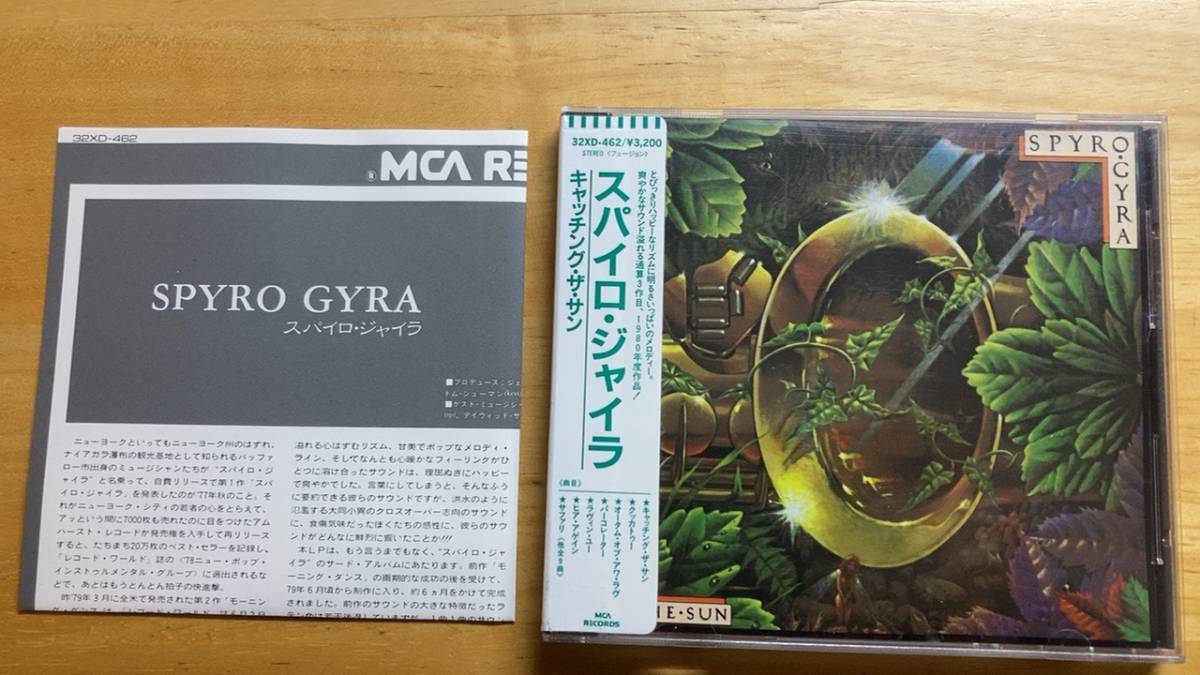 32XD-462
® MCA RE
SPYRO GYRA
スパイロ・ジャイラ
■プロデュース：ジェ
トム・シューマン
■ゲスト・ミュージシ
デイヴィッド・サ
ニューヨークといってもニューヨーク州のはずれ、
ナイアガラ瀑布の観光基地として知られるバッファ
ロー市出身のミュージシャンたちが“スパイロ・ジ
ャイラ”と名乗って、自費リリースで第1作“スパ
イロ・ジャイラ”を発表したのが'77年秋のこと。そ
れがニューヨーク・シティの若者の心をとらえて、
アッという間に7000枚も売れたのに目をつけたアム
ハースト・レコードが発売権を入手して再リリース
すると、たちまち20万枚のベスト・セラーを記録し、
「レコード・ワールド」誌の〈'78ニュー・ポップ・
インストゥルメンタル・グループ〉に選出されるな
どで、あとはもうとんとん拍子の快進撃。
昨'79年3月に全米で発売された第2作“モーニン
グ・ダンス”は「レコード・ワールド」
溢れる心はずむリズム、甘美でポップなメロディ・
ライン、そしてなんとも心暖かなフィーリングがひ
とつに溶け合ったサウンドは、理屈ぬきにハッピー
で爽やかでした。言葉にしてしまうと、そんなふう
に要約できる彼らのサウンドですが、洪水のように
氾濫する大同小異のクロスオーバー志向のサウンド
に、食傷気味だったぼくたちの感性に、彼らのサウ
ンドがどんなに鮮烈に響いたことか!!!
本LPは、もう言うまでもなく、“スパイロ・ジャ
イラ”のサード・アルバムにあたります。前作“モ
ーニング・ダンス”の画期的な成功の後を受けて、
'79年6月頃から制作に入り、約6ヵ月をかけて完成
されました。前作のサウンドの大きな特徴だったラ
32XD-462/¥3,200
STEREO〈フュージョン〉
とびっきりハッピーなリズムに明るさいっぱいのメロディー。
爽やかなサウンド溢れる通算3作目、1980年度作品！
スパイロ・ジャイラ
キャッチング・ザ・サン
〈曲目〉
★キャッチング・ザ・サン
★クッカトゥー
★オータム・オブ・アワ・ラヴ
★パーコレーター
★ラヴィン・ユー
★ヒア・アゲイン
★サファリ（他全9曲）
MCA
RECORDS
SPYRO・GYRA
HE・SUN